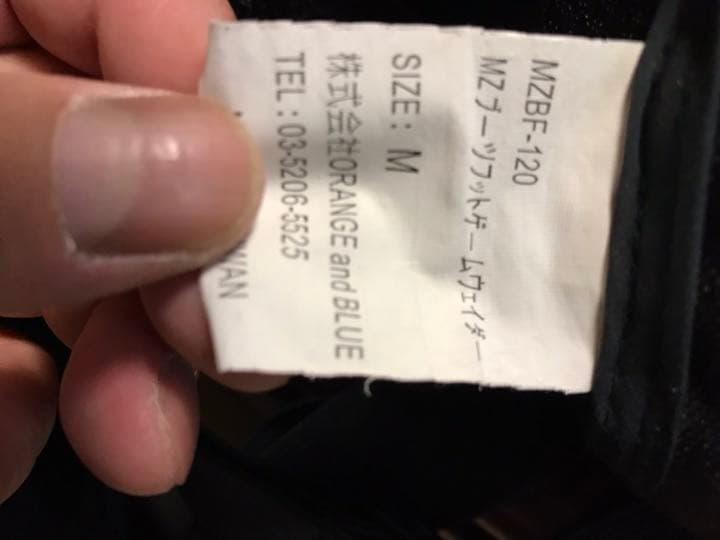 MZBF-120
MZブーツフットゲームウェイダー
SIZE: M
株式会社ORANGE and BLUE
TEL:03-5206-5525